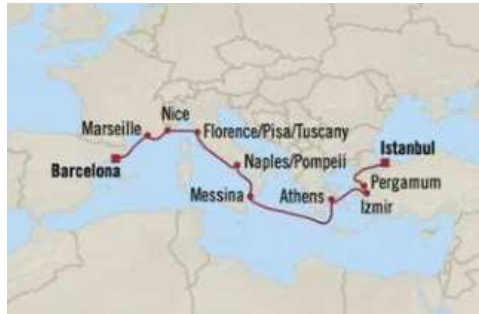 Nice
Marseille
Florence/Pisa/Tuscany
Barcelona
Istanbul
Naples/Pompeii
Pergamum
Messina
Athens
Izmir